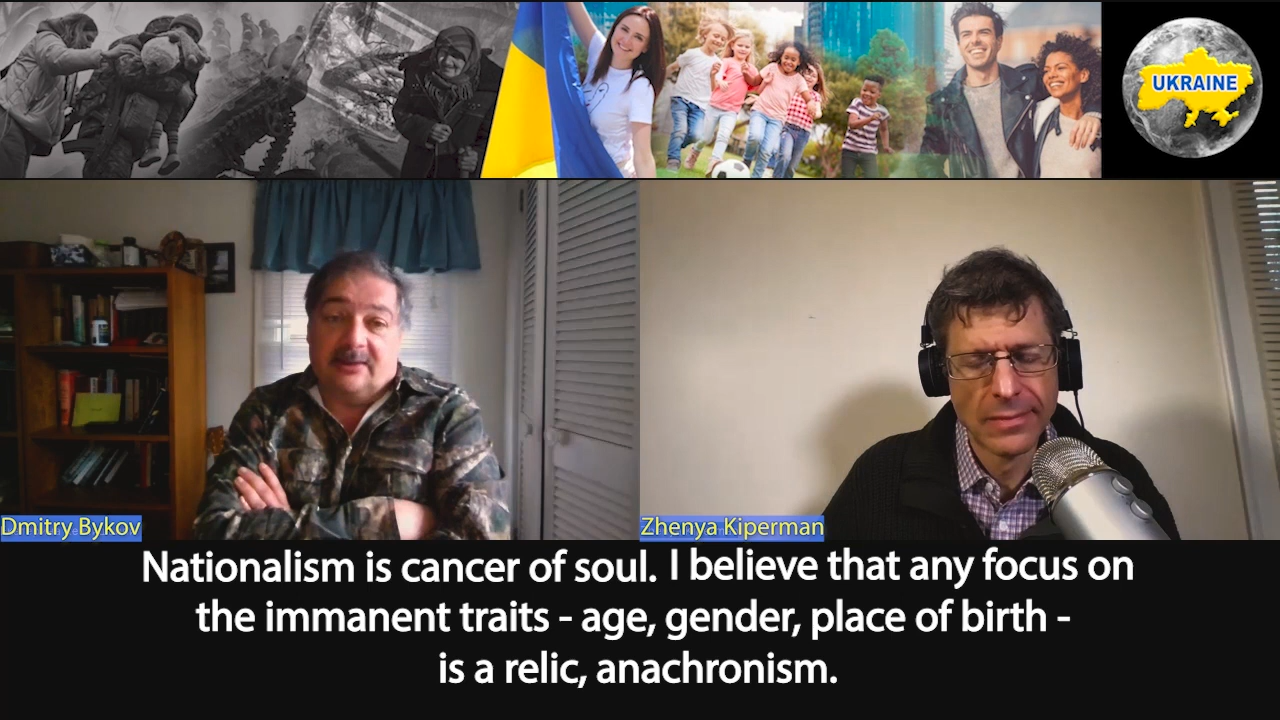 UKRAINE
Dmitry Bykov
Zhenya Kiperman
Nationalism is cancer of soul. I believe that any focus on
the immanent traits - age, gender, place of birth -
is a relic, anachronism.